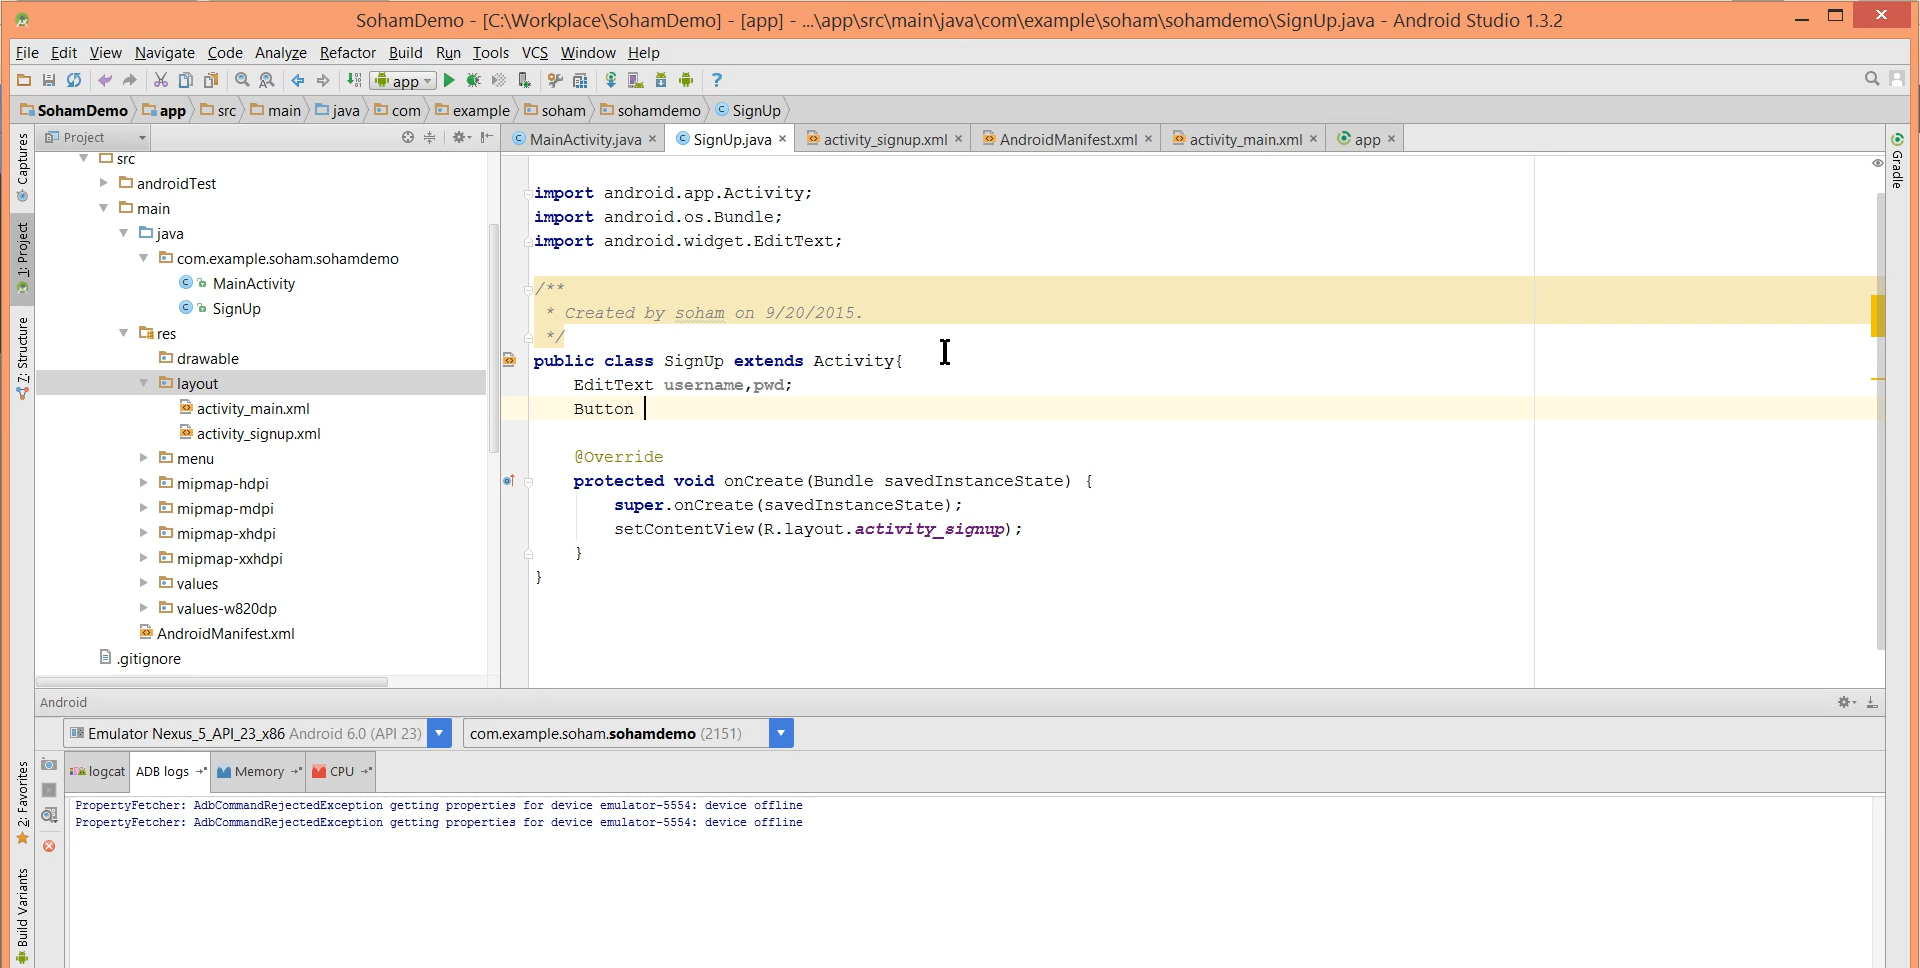 SohamDemo - [C:\Workplace\SohamDemo] - [app] - ...\app\src\main\java\com\example\soham\sohamdemo\SignUp.java - Android Studio 1.3.2
File Edit View Navigate Code Analyze Refactor Build Run Tools VCS Window Help
app
SohamDemo app src main java com example soham sohamdemo SignUp
Project
MainActivity.java SignUp.java activity_signup.xml AndroidManifest.xml activity_main.xml app
Captures
1: Project
7: Structure
2: Favorites
Build Variants
Gradle
src
androidTest
main
java
com.example.soham.sohamdemo
MainActivity
SignUp
res
drawable
layout
activity_main.xml
activity_signup.xml
menu
mipmap-hdpi
mipmap-mdpi
mipmap-xhdpi
mipmap-xxhdpi
values
values-w820dp
AndroidManifest.xml
.gitignore
import android.app.Activity;
import android.os.Bundle;
import android.widget.EditText;
/**
* Created by soham on 9/20/2015.
*/
public class SignUp extends Activity{
EditText username,pwd;
Button
@Override
protected void onCreate(Bundle savedInstanceState) {
super.onCreate(savedInstanceState);
setContentView(R.layout.activity_signup);
}
}
Android
Emulator Nexus_5_API_23_x86 Android 6.0 (API 23) com.example.soham.sohamdemo (2151)
logcat ADB logs Memory CPU
PropertyFetcher: AdbCommandRejectedException getting properties for device emulator-5554: device offline
PropertyFetcher: AdbCommandRejectedException getting properties for device emulator-5554: device offline